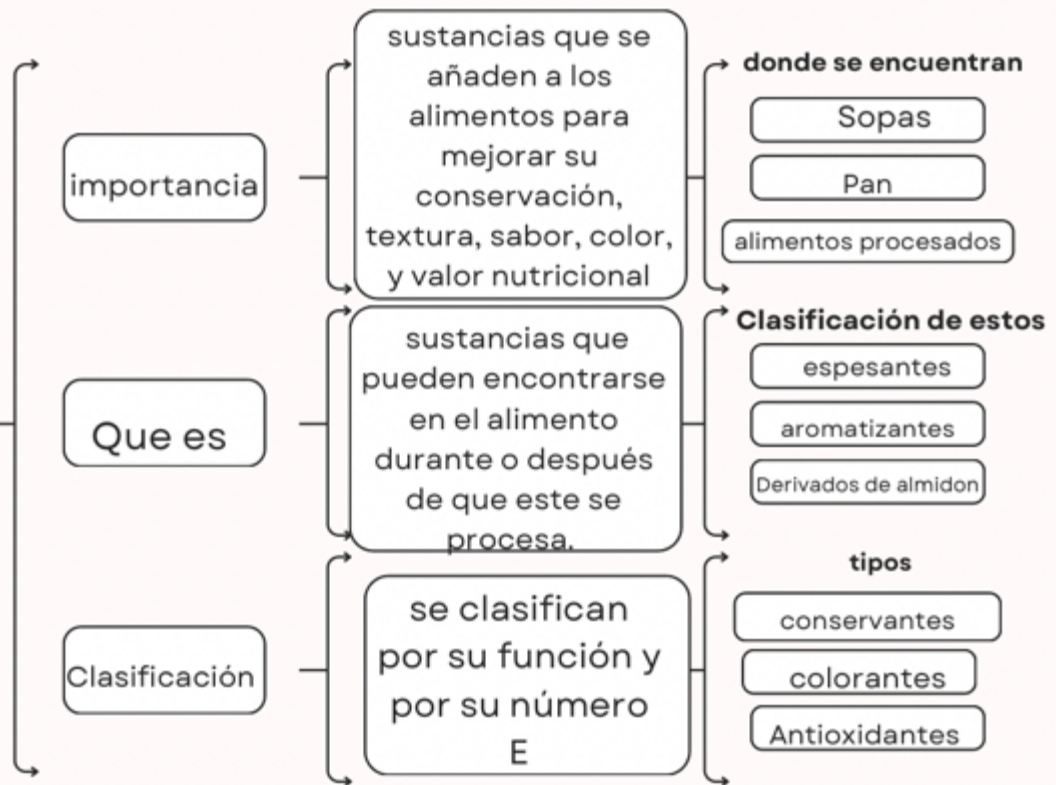 importancia
sustancias que se
añaden a los
alimentos para
mejorar su
conservación,
textura, sabor, color,
y valor nutricional
donde se encuentran
Sopas
Pan
alimentos procesados
Que es
sustancias que
pueden encontrarse
en el alimento
durante o después
de que este se
procesa.
Clasificación de estos
espesantes
aromatizantes
Derivados de almidon
Clasificación
se clasifican
por su función y
por su número
E
tipos
conservantes
colorantes
Antioxidantes